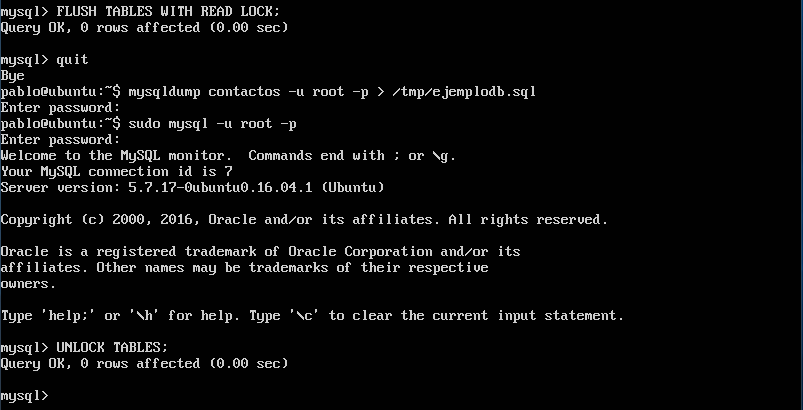 mysql> FLUSH TABLES WITH READ LOCK;
Query OK, 0 rows affected (0.00 sec)
mysql> quit
Bye
pablo@ubuntu:~$ mysqldump contactos -u root -p > /tmp/ejemplodb.sql
Enter password:
pablo@ubuntu:~$ sudo mysql -u root -p
Enter password:
Welcome to the MySQL monitor.  Commands end with ; or \g.
Your MySQL connection id is 7
Server version: 5.7.17-0ubuntu0.16.04.1 (Ubuntu)
Copyright (c) 2000, 2016, Oracle and/or its affiliates. All rights reserved.
Oracle is a registered trademark of Oracle Corporation and/or its
affiliates. Other names may be trademarks of their respective
owners.
Type 'help;' or '\h' for help. Type '\c' to clear the current input statement.
mysql> UNLOCK TABLES;
Query OK, 0 rows affected (0.00 sec)
mysql>